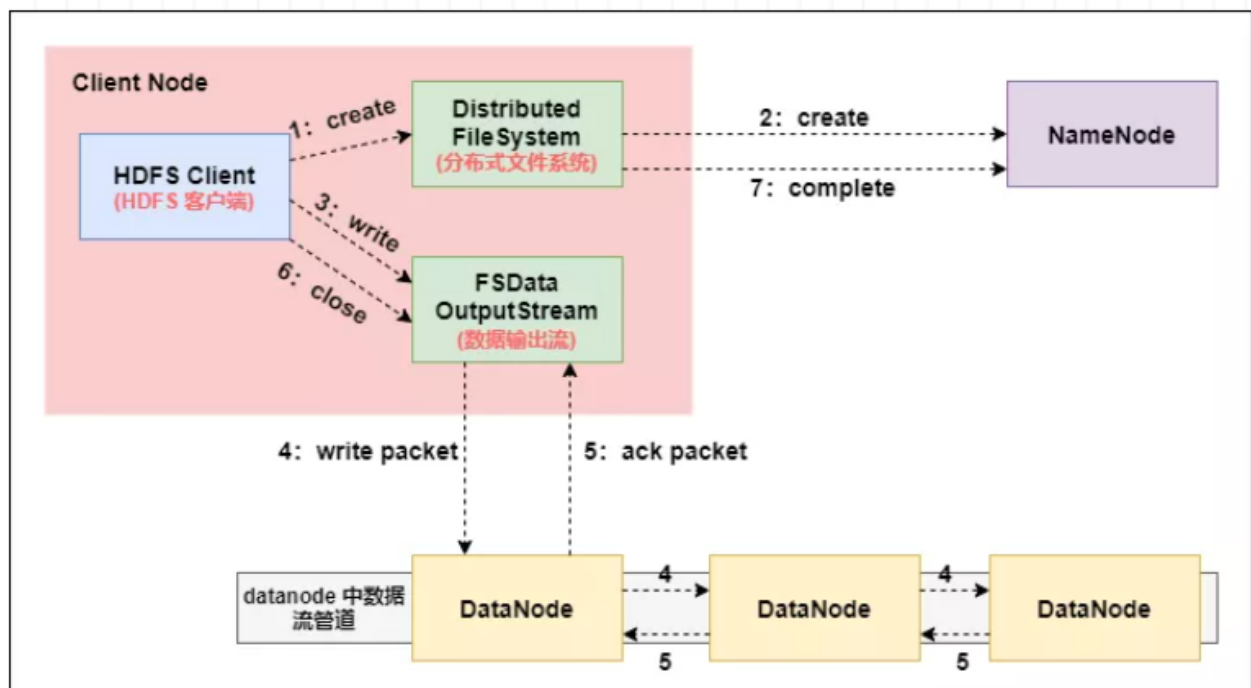 Client Node
1：create
Distributed
FileSystem
(分布式文件系统)
2：create
NameNode
HDFS Client
(HDFS 客户端)
7：complete
3：write
6：close
FSData
OutputStream
(数据输出流)
4：write packet
5：ack packet
datanode 中数据
流管道
DataNode
4
5
DataNode
4
5
DataNode